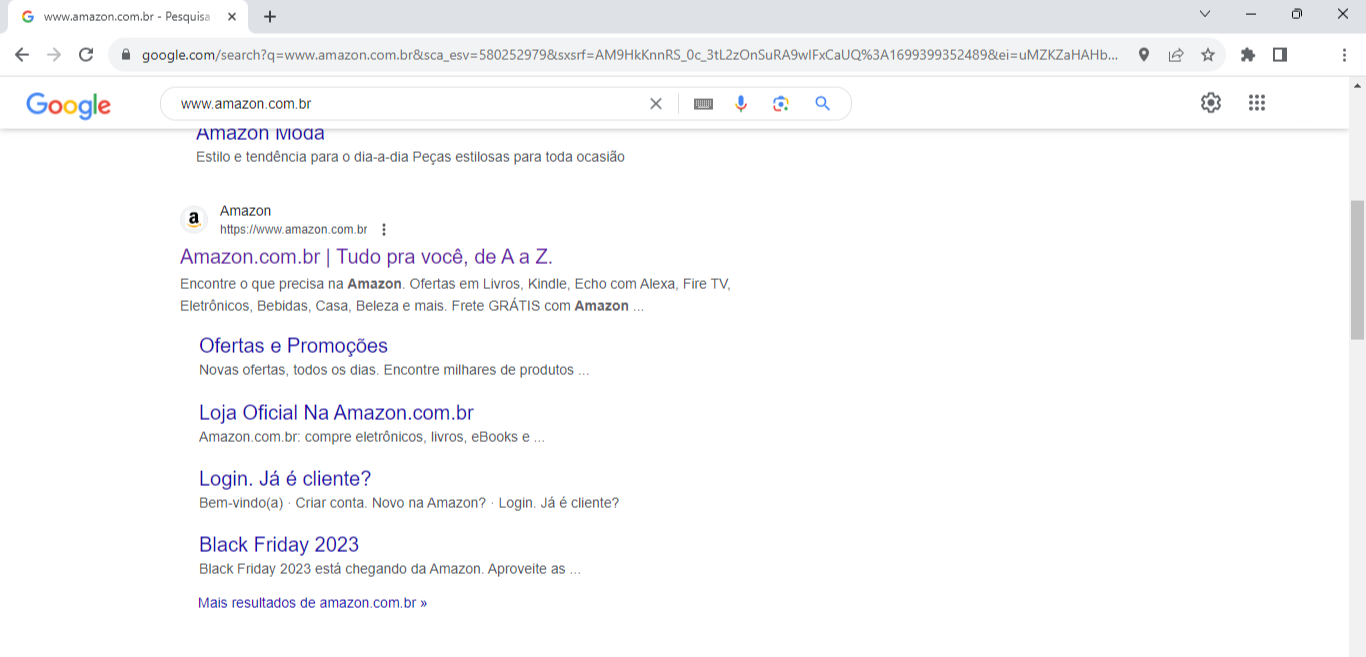 www.amazon.com.br - Pesquisa
google.com/search?q=www.amazon.com.br&sca_esv=580252979&sxsrf=AM9HkKnnRS_0c_3tL2zOnSuRA9wIFxCaUQ%3A1699399352489&ei=uMZKZaHAHb...
Google
www.amazon.com.br
Amazon Moda
Estilo e tendência para o dia-a-dia Peças estilosas para toda ocasião
a
Amazon
https://www.amazon.com.br
Amazon.com.br | Tudo pra você, de A a Z.
Encontre o que precisa na Amazon. Ofertas em Livros, Kindle, Echo com Alexa, Fire TV,
Eletrônicos, Bebidas, Casa, Beleza e mais. Frete GRÁTIS com Amazon ...
Ofertas e Promoções
Novas ofertas, todos os dias. Encontre milhares de produtos ...
Loja Oficial Na Amazon.com.br
Amazon.com.br: compre eletrônicos, livros, eBooks e ...
Login. Já é cliente?
Bem-vindo(a) · Criar conta. Novo na Amazon? · Login. Já é cliente?
Black Friday 2023
Black Friday 2023 está chegando da Amazon. Aproveite as ...
Mais resultados de amazon.com.br »